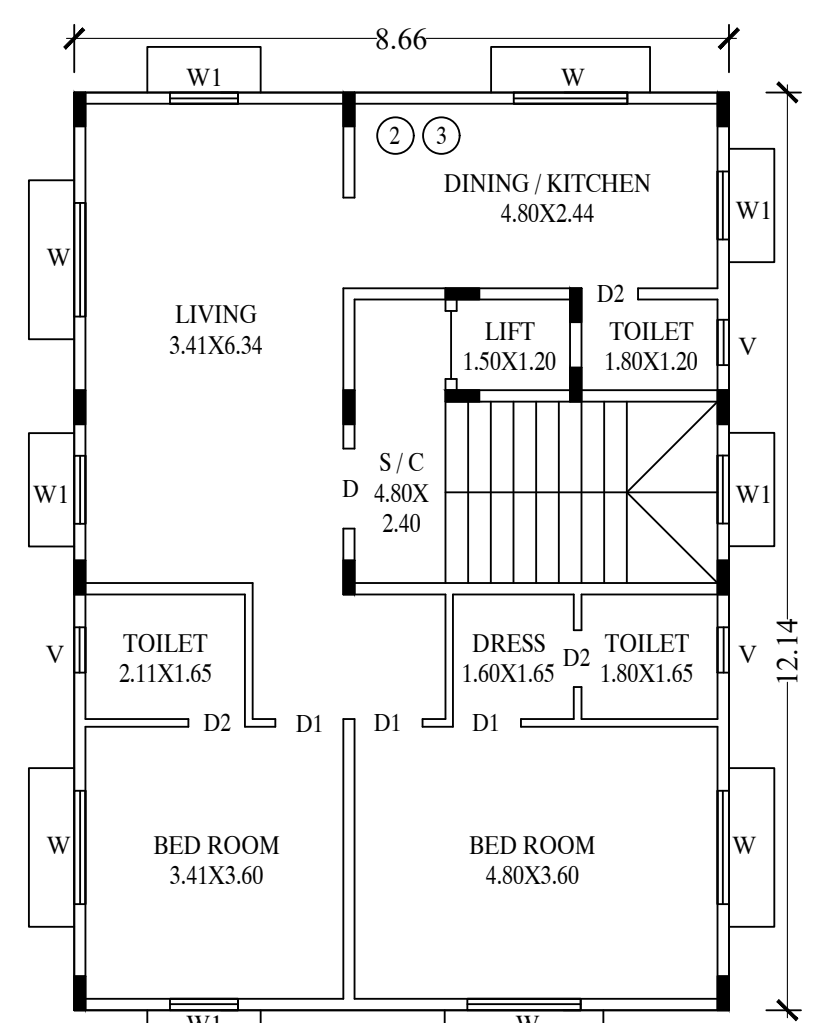 8.66
W1
W
2
3
DINING / KITCHEN
4.80X2.44
W1
W
D2
LIVING
3.41X6.34
LIFT
1.50X1.20
TOILET
1.80X1.20
V
S / C
4.80X
2.40
D
W1
W1
TOILET
2.11X1.65
DRESS
1.60X1.65
D2
TOILET
1.80X1.65
V
V
12.14
D2
D1
D1
D1
BED ROOM
3.41X3.60
BED ROOM
4.80X3.60
W
W
W1
W